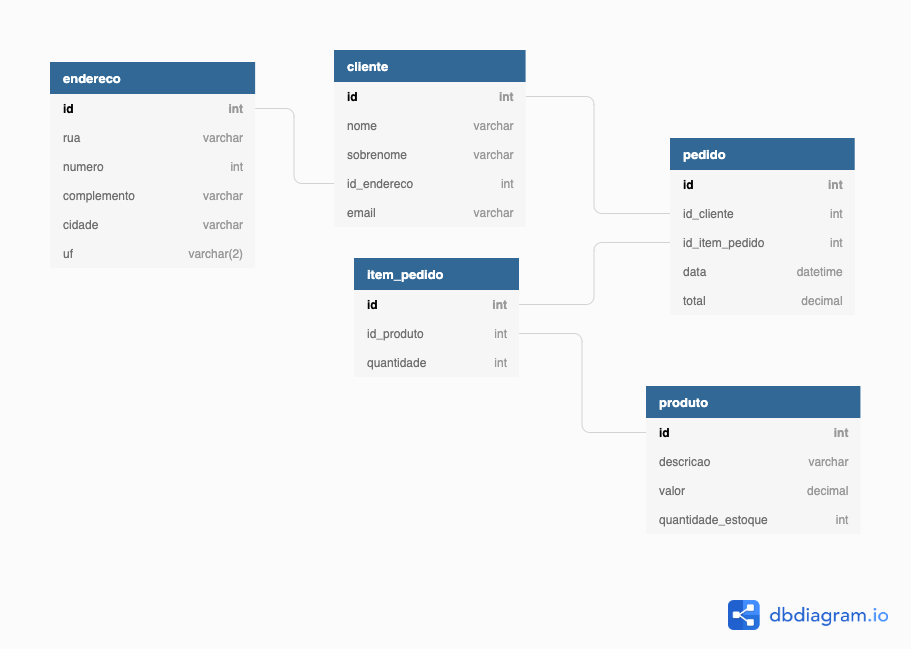 endereco
id int
rua varchar
numero int
complemento varchar
cidade varchar
uf varchar(2)
cliente
id int
nome varchar
sobrenome varchar
id_endereco int
email varchar
pedido
id int
id_cliente int
id_item_pedido int
data datetime
total decimal
item_pedido
id int
id_produto int
quantidade int
produto
id int
descricao varchar
valor decimal
quantidade_estoque int
dbdiagram.io